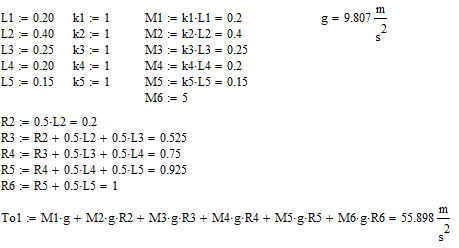 L1 := 0.20 k1 := 1 M1 := k1·L1 = 0.2 g = 9.807 m/s²
L2 := 0.40 k2 := 1 M2 := k2·L2 = 0.4
L3 := 0.25 k3 := 1 M3 := k3·L3 = 0.25
L4 := 0.20 k4 := 1 M4 := k4·L4 = 0.2
L5 := 0.15 k5 := 1 M5 := k5·L5 = 0.15
M6 := 5
R2 := 0.5·L2 = 0.2
R3 := R2 + 0.5·L2 + 0.5·L3 = 0.525
R4 := R3 + 0.5·L3 + 0.5·L4 = 0.75
R5 := R4 + 0.5·L4 + 0.5·L5 = 0.925
R6 := R5 + 0.5·L5 = 1
To1 := M1·g + M2·g·R2 + M3·g·R3 + M4·g·R4 + M5·g·R5 + M6·g·R6 = 55.898 m/s²